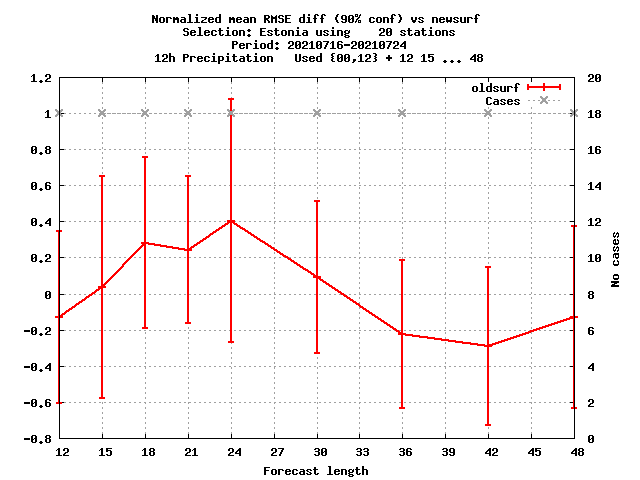 Normalized mean RMSE diff (90% conf) vs newsurf
Selection: Estonia using 20 stations
Period: 20210716-20210724
12h Precipitation Used {00,12} + 12 15 ... 48
oldsurf
Cases
1.2
1
0.8
0.6
0.4
0.2
0
-0.2
-0.4
-0.6
-0.8
20
18
16
14
12
10
8
6
4
2
0
No cases
12 15 18 21 24 27 30 33 36 39 42 45 48
Forecast length